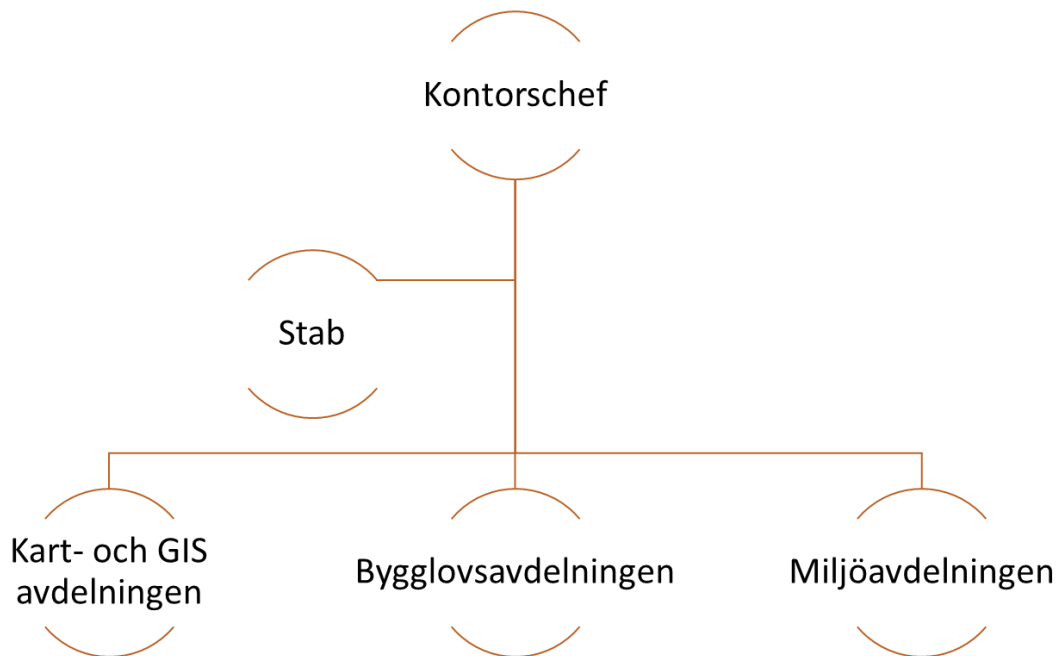 Kontorschef
Stab
Kart- och GIS
avdelningen
Bygglovsavdelningen
Miljöavdelningen